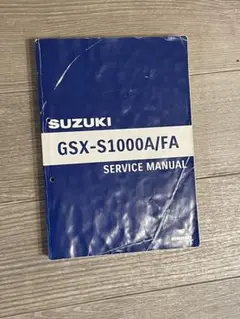 SUZUKI
GSX-S1000A/FA
SERVICE MANUAL